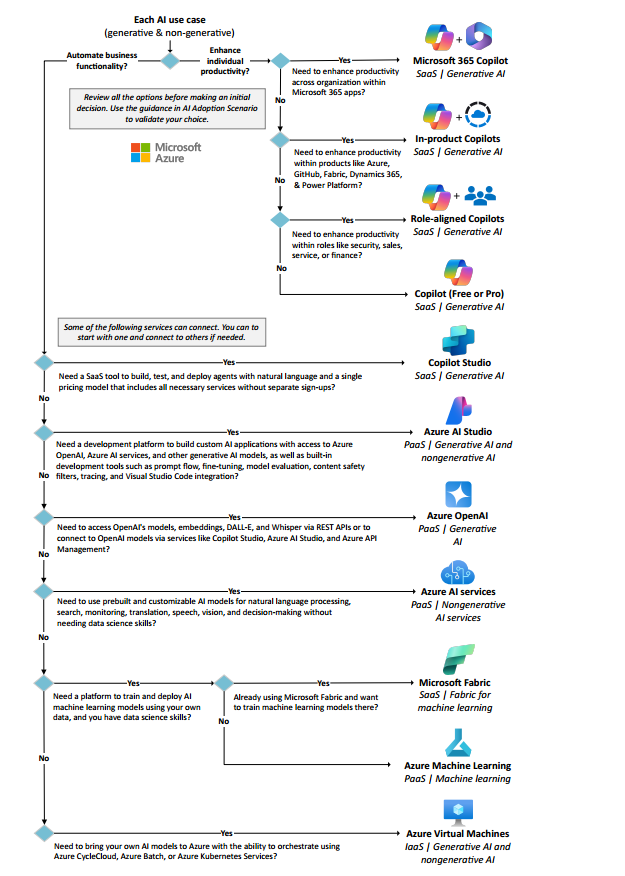 Each AI use case
(generative & non-generative)
Automate business
functionality?
Enhance
individual
productivity?
Yes
Need to enhance productivity
across organization within
Microsoft 365 apps?
Microsoft 365 Copilot
SaaS | Generative AI
Review all the options before making an initial
decision. Use the guidance in AI Adoption Scenario
to validate your choice.
No
Microsoft
Azure
Yes
Need to enhance productivity
within products like Azure,
GitHub, Fabric, Dynamics 365,
& Power Platform?
In-product Copilots
SaaS | Generative AI
No
Yes
Need to enhance productivity
within roles like security, sales,
service, or finance?
Role-aligned Copilots
SaaS | Generative AI
No
Copilot (Free or Pro)
SaaS | Generative AI
Some of the following services can connect. You can to
start with one and connect to others if needed.
Yes
Need a SaaS tool to build, test, and deploy agents with natural language and a single
pricing model that includes all necessary services without separate sign-ups?
Copilot Studio
SaaS | Generative AI
No
Yes
Need a development platform to build custom AI applications with access to Azure
OpenAI, Azure AI services, and other generative AI models, as well as built-in
development tools such as prompt flow, fine-tuning, model evaluation, content safety
filters, tracing, and Visual Studio Code integration?
Azure AI Studio
PaaS | Generative AI and
nongenerative AI
No
Yes
Need to access OpenAI's models, embeddings, DALL-E, and Whisper via REST APIs or to
connect to OpenAI models via services like Copilot Studio, Azure AI Studio, and Azure API
Management?
Azure OpenAI
PaaS | Generative
AI
No
Yes
Need to use prebuilt and customizable AI models for natural language processing,
search, monitoring, translation, speech, vision, and decision-making without
needing data science skills?
Azure AI services
PaaS | Nongenerative
AI services
No
Yes
Need a platform to train and deploy AI
machine learning models using your own
data, and you have data science skills?
Yes
Already using Microsoft Fabric and want
to train machine learning models there?
Microsoft Fabric
SaaS | Fabric for
machine learning
No
Azure Machine Learning
PaaS | Machine learning
No
Yes
Need to bring your own AI models to Azure with the ability to orchestrate using
Azure CycleCloud, Azure Batch, or Azure Kubernetes Services?
Azure Virtual Machines
IaaS | Generative AI and
nongenerative AI